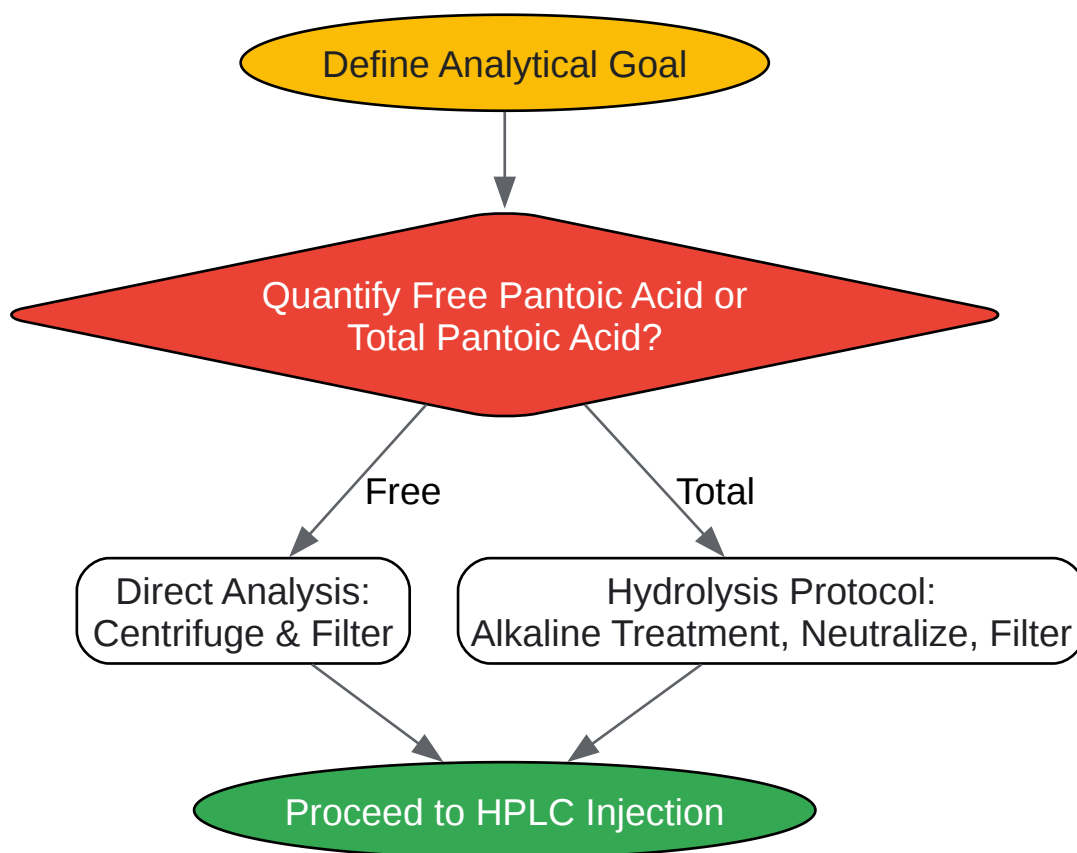 Define Analytical Goal
Quantify Free Pantoic Acid or
Total Pantoic Acid?
Free
Total
Direct Analysis:
Centrifuge & Filter
Hydrolysis Protocol:
Alkaline Treatment, Neutralize, Filter
Proceed to HPLC Injection